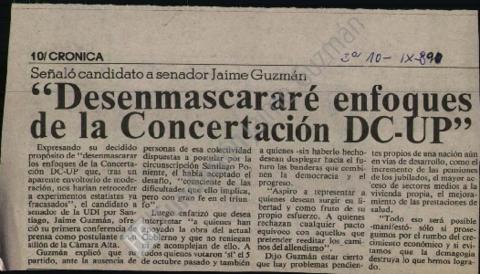 10/CRONICA
3ª 10-IX-89
Señaló candidato a senador Jaime Guzmán
"Desenmascararé enfoques
de la Concertación DC-UP"
Expresando su decidido
propósito de "desenmascarar
los enfoques de la Concerta-
ción DC-UP que, tras un
aparente envoltorio de mode-
ración, nos harían retroceder
a experimentos estatistas ya
fracasados", el candidato a
senador de la UDI por San-
tiago, Jaime Guzmán, ofre-
ció su primera conferencia de
prensa como postulante a un
sillón de la Cámara Alta.
Guzmán explicó que su
partido, ante la ausencia de
personas de esa colectividad
dispuestas a postular por la
circunscripción Santiago Po-
niente, él había aceptado el
desafío, "consciente de las
dificultades que ello implica,
pero con gran fe en el triun-
fo".
Luego enfatizó que desea
interpretar "a quienes han
apoyado la obra del actual
Gobierno y que no reniegan
ni acomplejan de ello. A
todos quienes votaron 'sí' el 5
de octubre pasado y también
a quienes -sin haberlo hecho-
desean desplegar hacia el fu-
turo las banderas que combi-
nen la democracia y el
progreso.
"Aspiro a representar a
quienes desean surgir en li-
bertad y como fruto de su
propio esfuerzo. A quienes
rechazan cualquier pacto
equívoco con aquellos que
pretenden reeditar los cami-
nos del allendismo".
Dijo Guzmán estar cierto
que hay problemas pendien-
tes propios de una nación aún
en vías de desarrollo, como el
incremento de las pensiones
de los jubilados, el mayor ac-
ceso de sectores medios a la
vivienda propia, el mejora-
miento de las prestaciones de
salud.
"Todo eso será posible
-manifestó- sólo si prose-
guimos por el rumbo del cre-
cimiento económico y si evi-
tamos que la demagogia
destruya lo que hemos logra-